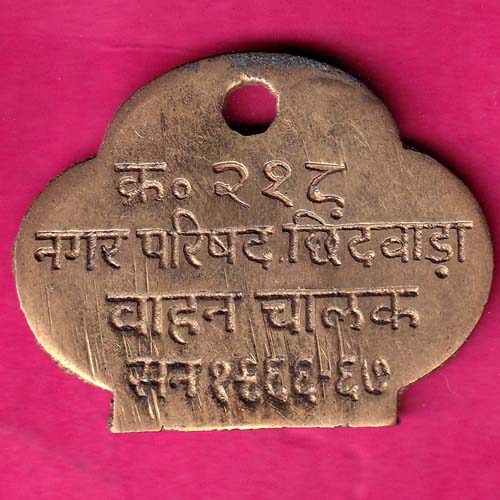 क्र० २१८
नगर परिषद छिंदवाड़ा
वाहन चालक
सन १९६६-६७